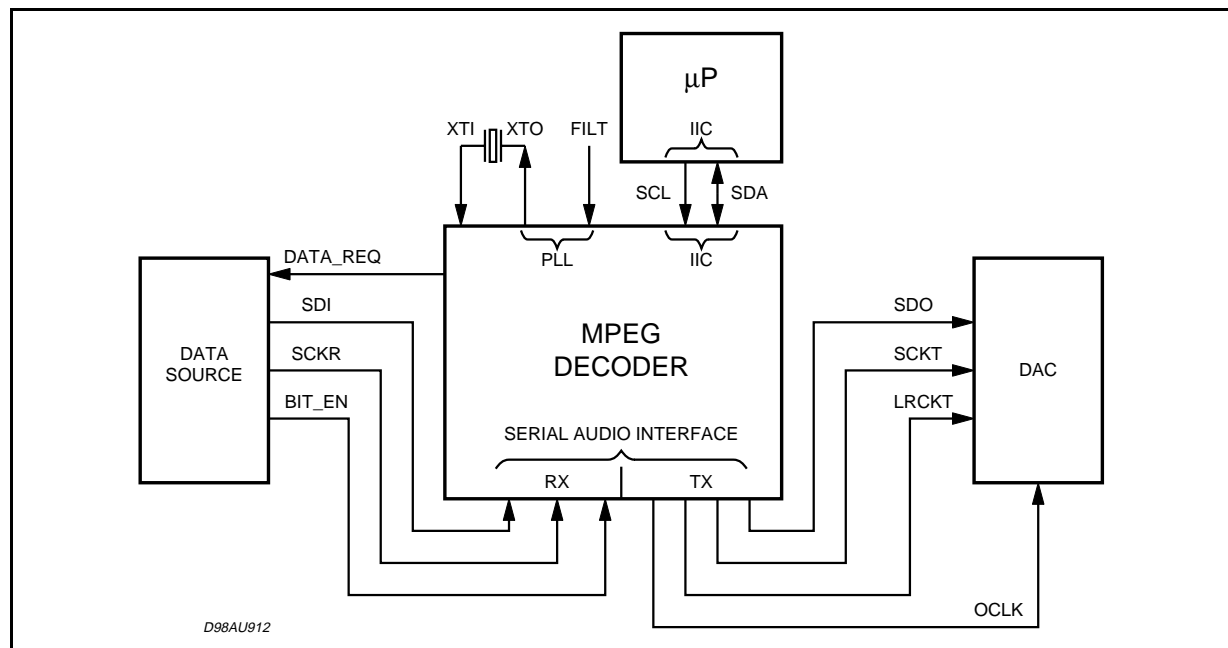 μP
XTI XTO FILT IIC
SCL SDA
DATA_REQ PLL IIC
SDI SDO
MPEG
DECODER
DATA
SOURCE
SCKR SCKT DAC
BIT_EN LRCKT
SERIAL AUDIO INTERFACE
RX TX
OCLK
D98AU912